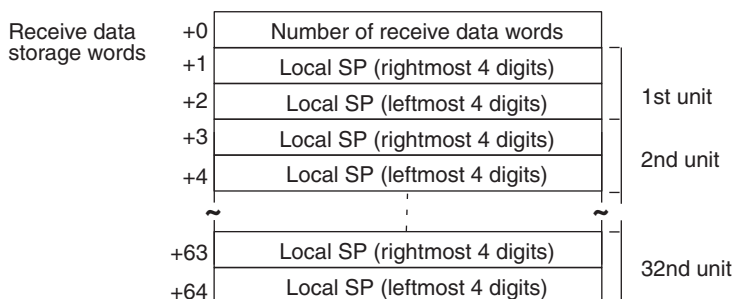 Receive data
storage words
+0 Number of receive data words
+1 Local SP (rightmost 4 digits)
+2 Local SP (leftmost 4 digits)
1st unit
+3 Local SP (rightmost 4 digits)
+4 Local SP (leftmost 4 digits)
2nd unit
~ ~
+63 Local SP (rightmost 4 digits)
+64 Local SP (leftmost 4 digits)
32nd unit